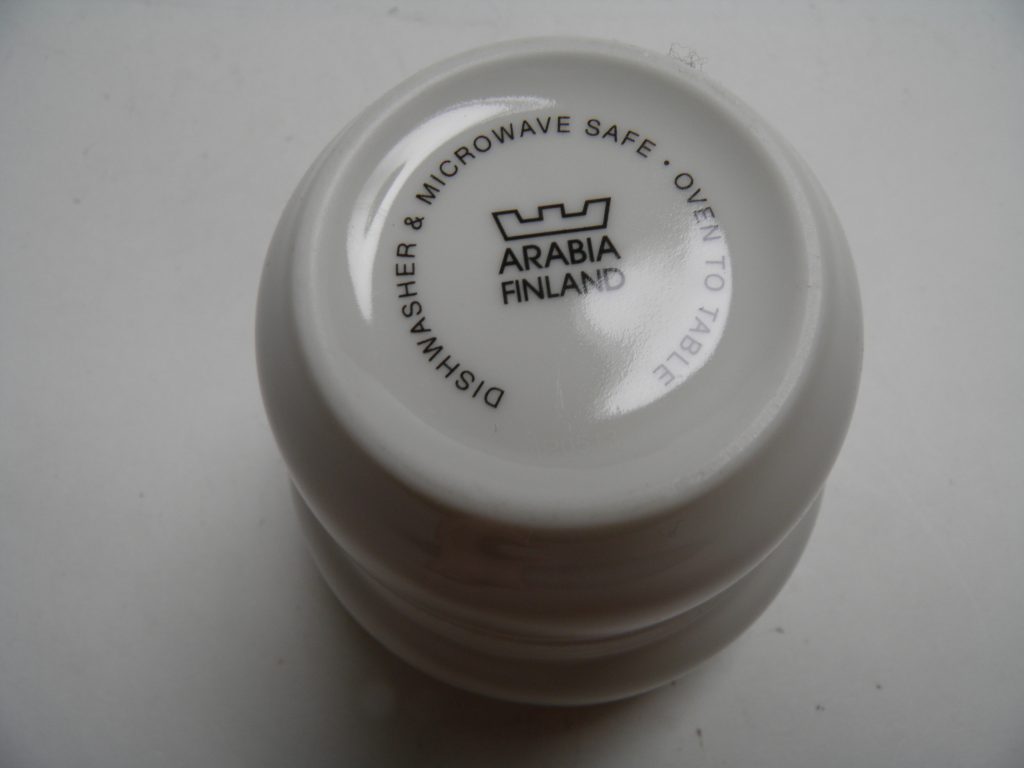 DISHWASHER & MICROWAVE SAFE • OVEN TO TABLE
ARABIA
FINLAND